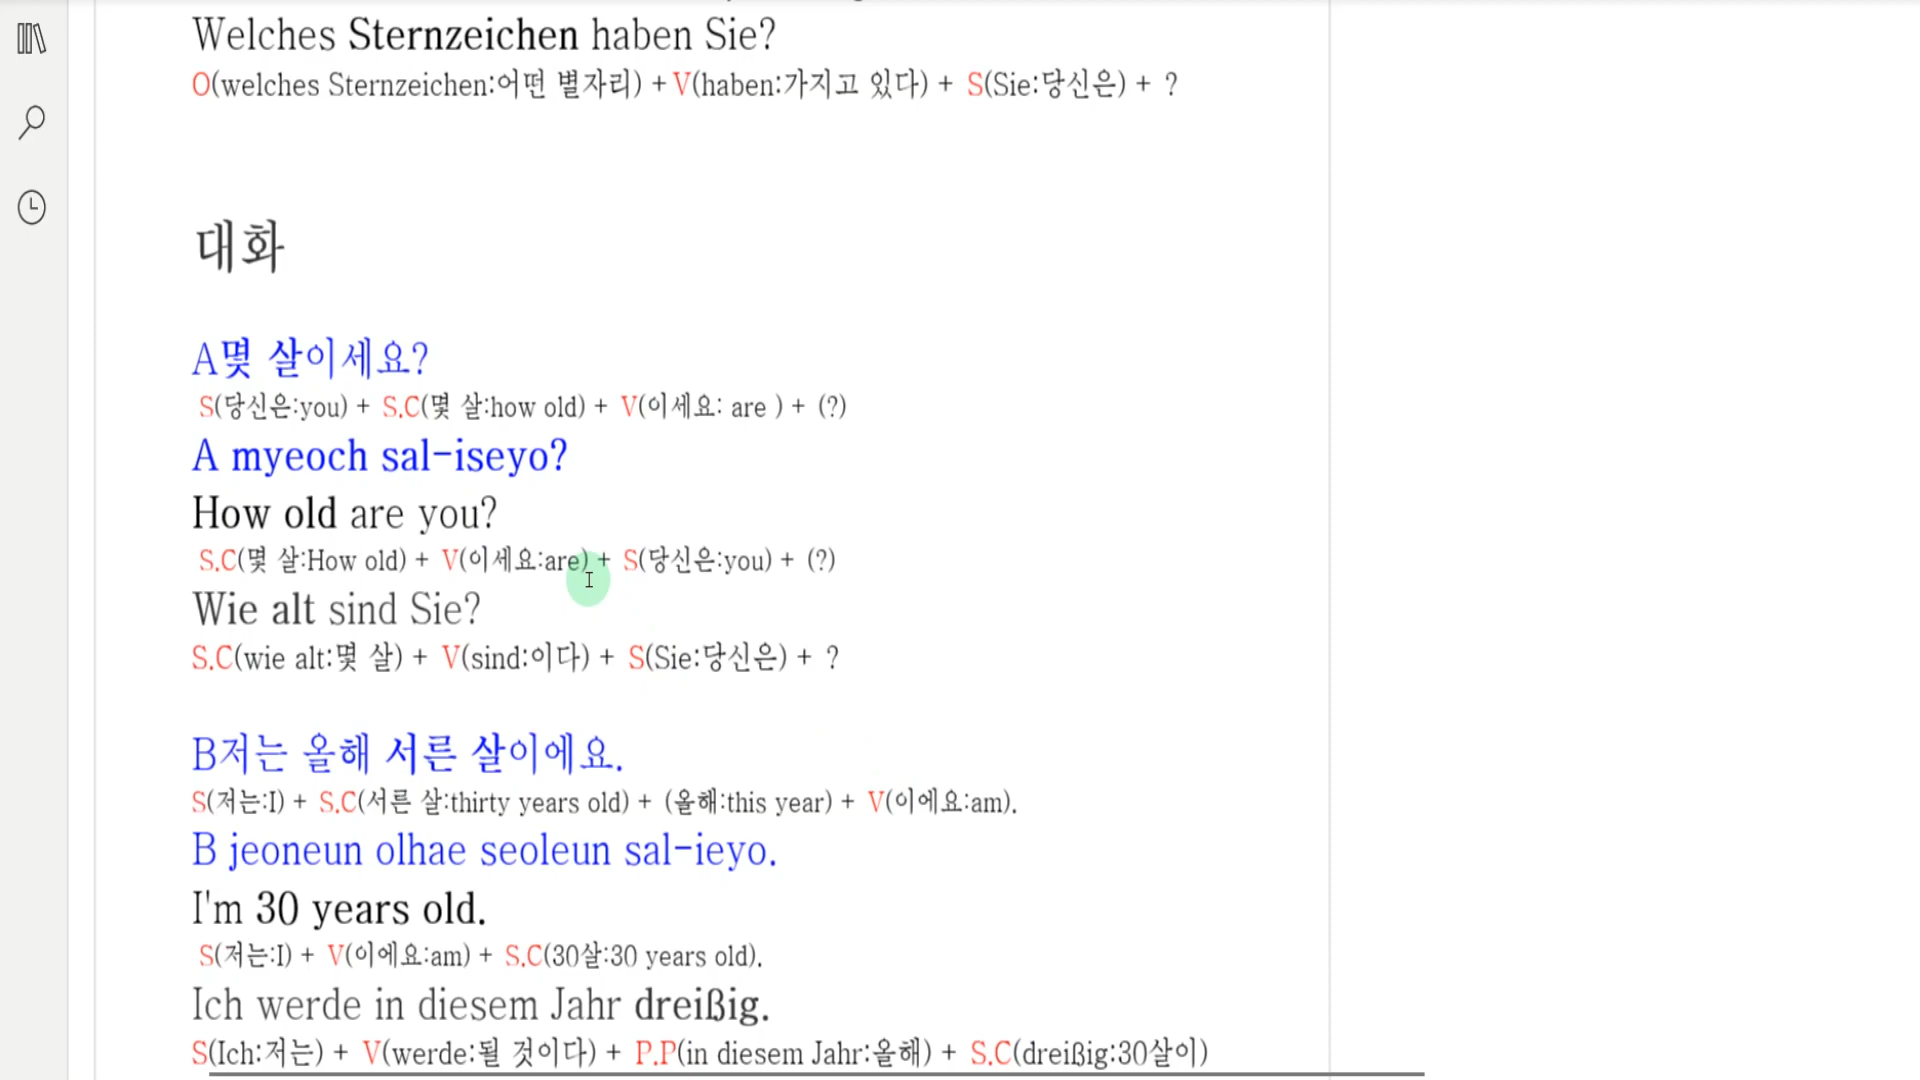 Welches Sternzeichen haben Sie?
O(welches Sternzeichen:어떤 별자리) + V(haben:가지고 있다) + S(Sie:당신은) + ?
대화
A몇 살이세요?
S(당신은:you) + S.C(몇 살:how old) + V(이세요: are ) + (?)
A myeoch sal-iseyo?
How old are you?
S.C(몇 살:How old) + V(이세요:are) + S(당신은:you) + (?)
Wie alt sind Sie?
S.C(wie alt:몇 살) + V(sind:이다) + S(Sie:당신은) + ?
B저는 올해 서른 살이에요.
S(저는:I) + S.C(서른 살:thirty years old) + (올해:this year) + V(이에요:am).
B jeoneun olhae seoleun sal-ieyo.
I'm 30 years old.
S(저는:I) + V(이에요:am) + S.C(30살:30 years old).
Ich werde in diesem Jahr dreißig.
S(Ich:저는) + V(werde:될 것이다) + P.P(in diesem Jahr:올해) + S.C(dreißig:30살이)